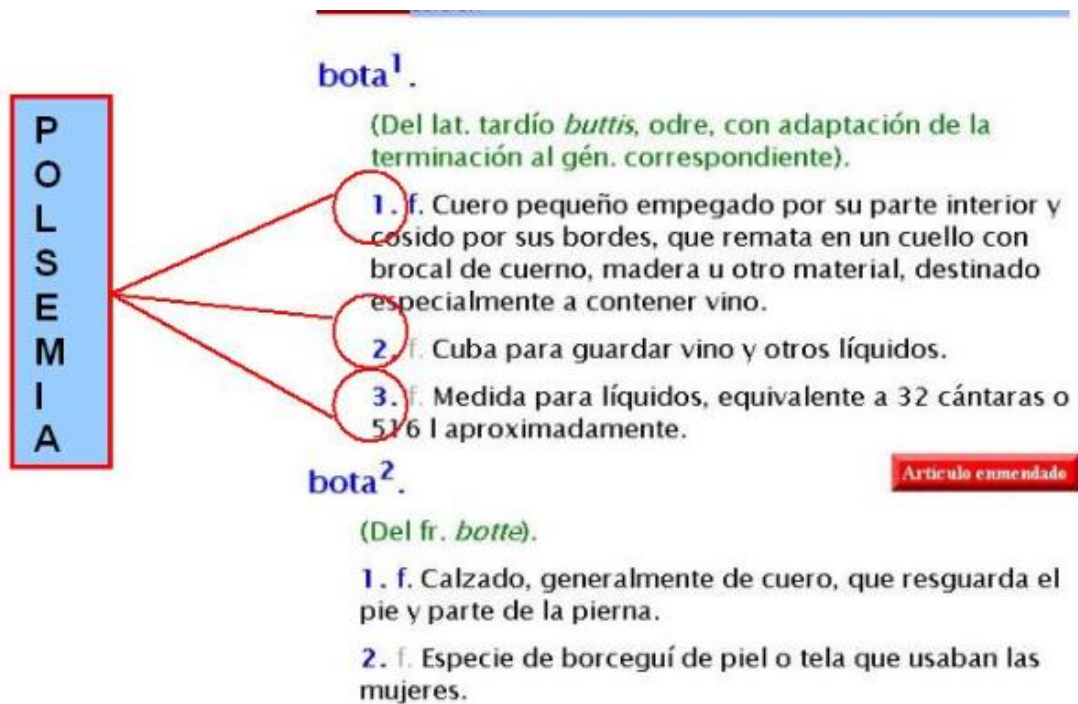 P
O
L
S
E
M
I
A
bota1.
(Del lat. tardío buttis, odre, con adaptación de la
terminación al gén. correspondiente).
1. f. Cuero pequeño empegado por su parte interior y
cosido por sus bordes, que remata en un cuello con
brocal de cuerno, madera u otro material, destinado
especialmente a contener vino.
2. f. Cuba para guardar vino y otros líquidos.
3. f. Medida para líquidos, equivalente a 32 cántaras o
516 l aproximadamente.
Artículo enmendado
bota2.
(Del fr. botte).
1. f. Calzado, generalmente de cuero, que resguarda el
pie y parte de la pierna.
2. f. Especie de borceguí de piel o tela que usaban las
mujeres.